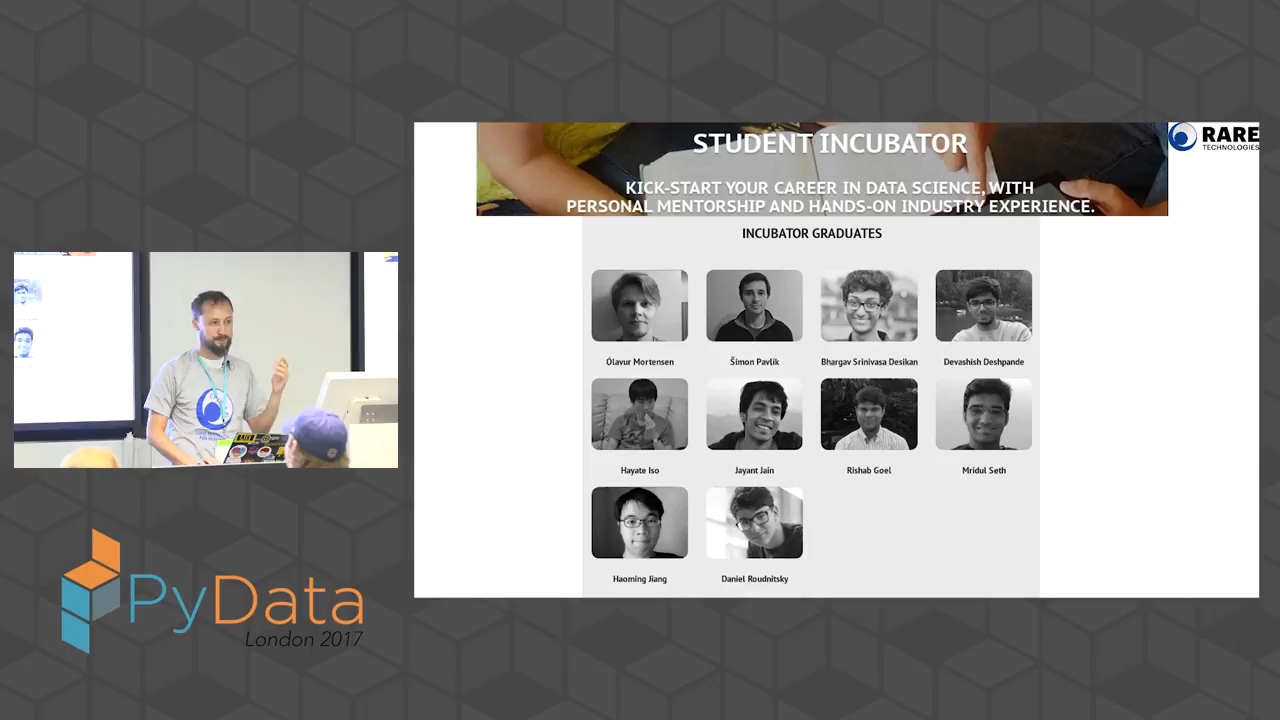 STUDENT INCUBATOR
RARE
TECHNOLOGIES
KICK-START YOUR CAREER IN DATA SCIENCE, WITH
PERSONAL MENTORSHIP AND HANDS-ON INDUSTRY EXPERIENCE.
INCUBATOR GRADUATES
Ólavur Mortensen
Šimon Pavlík
Bhargav Srinivasa Desikan
Devashish Deshpande
Hayate Iso
Jayant Jain
Rishab Goel
Mridul Seth
Haoming Jiang
Daniel Roudnitsky
PyData
London 2017